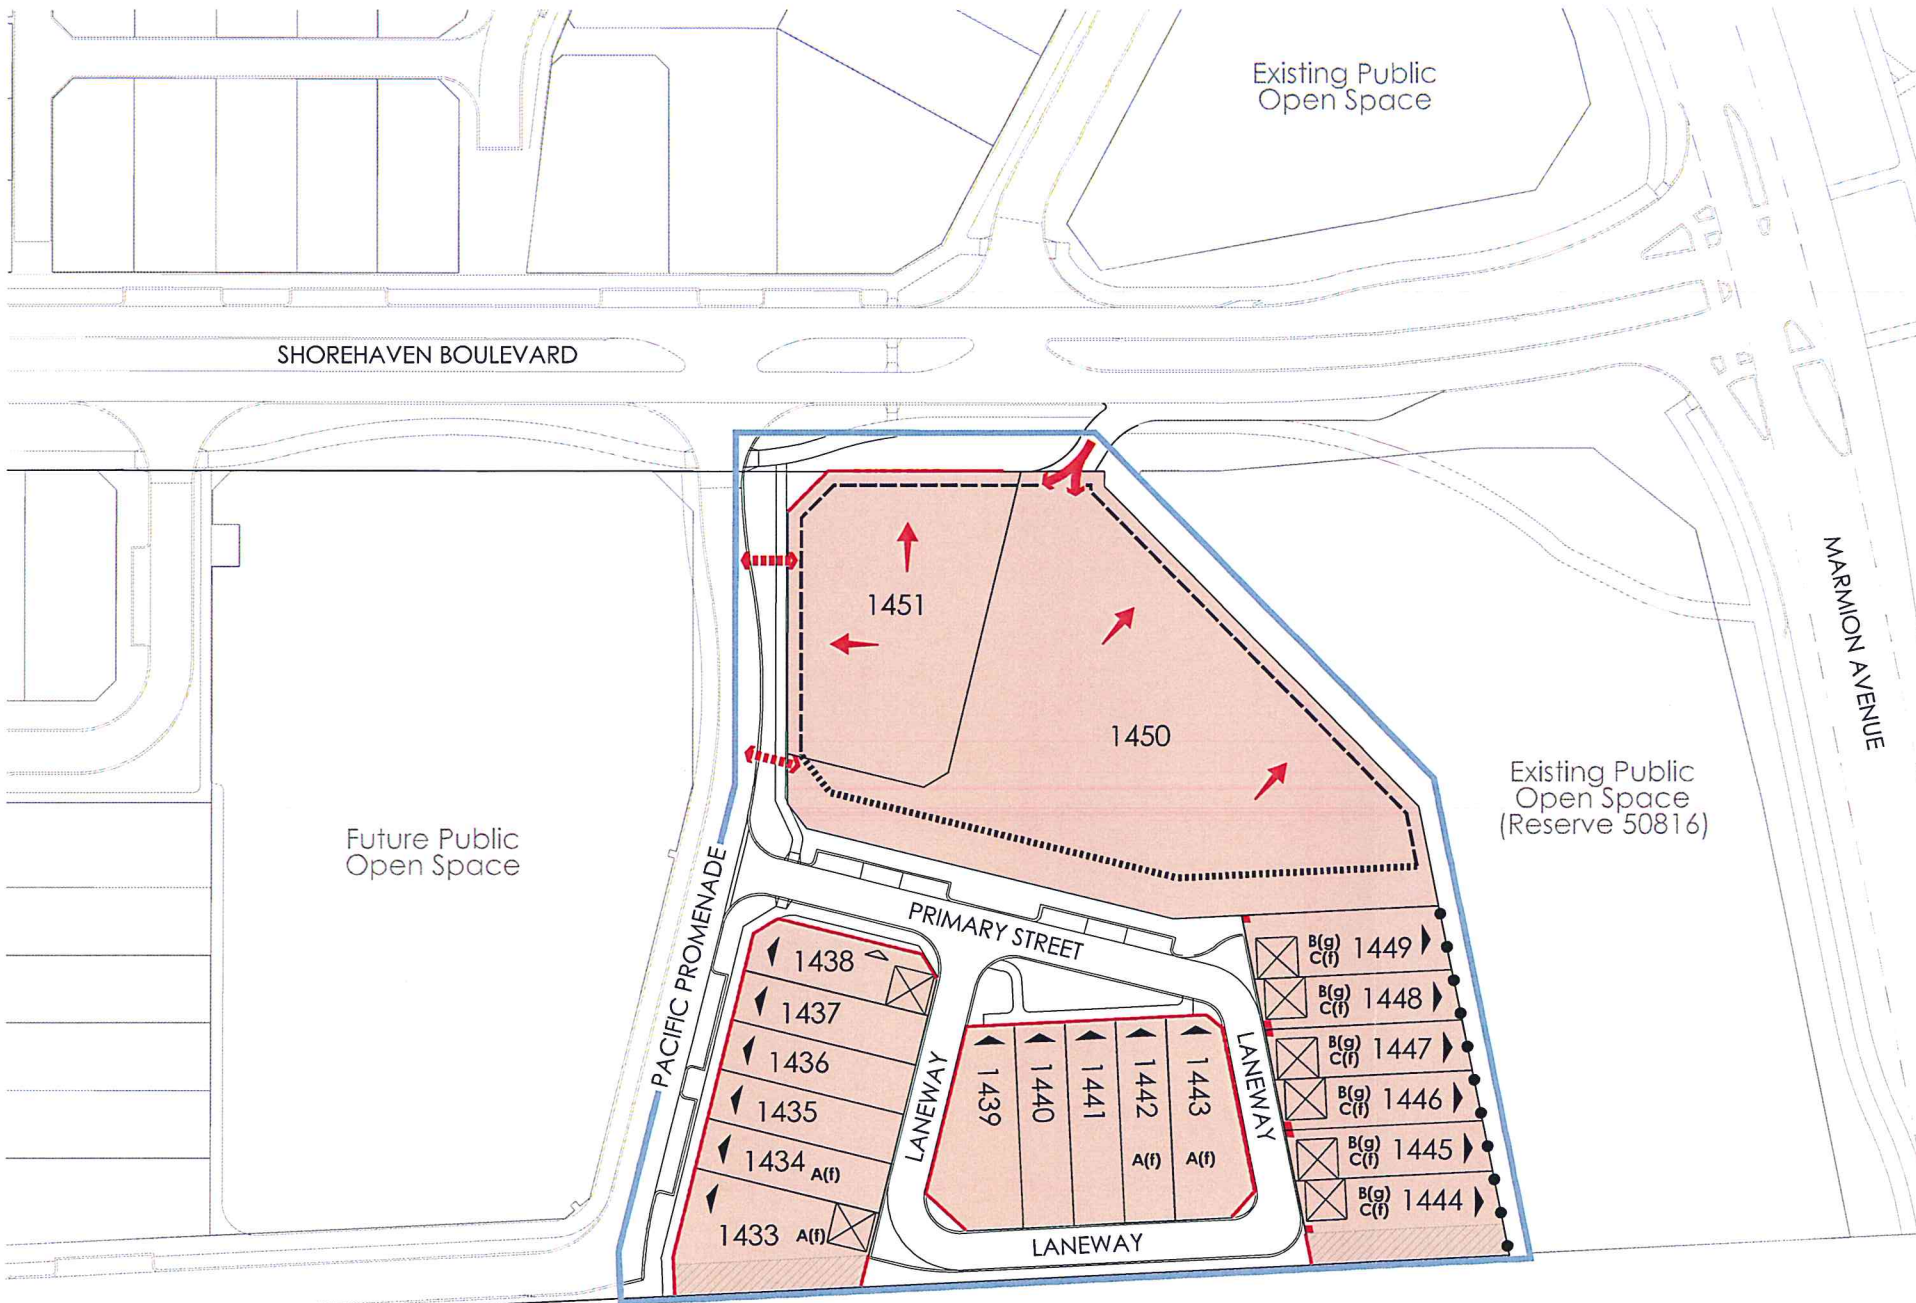 Existing Public
Open Space
SHOREHAVEN BOULEVARD
MARMION AVENUE
1451
1450
Existing Public
Open Space
(Reserve 50816)
Future Public
Open Space
PACIFIC PROMENADE
PRIMARY STREET
1438
1437
1436
1435
1434 A(f)
1433 A(f)
LANEWAY
1439
1440
1441
1442 A(f)
1443 A(f)
LANEWAY
LANEWAY
B(g)
C(f) 1449
B(g)
C(f) 1448
B(g)
C(f) 1447
B(g)
C(f) 1446
B(g)
C(f) 1445
B(g)
C(f) 1444